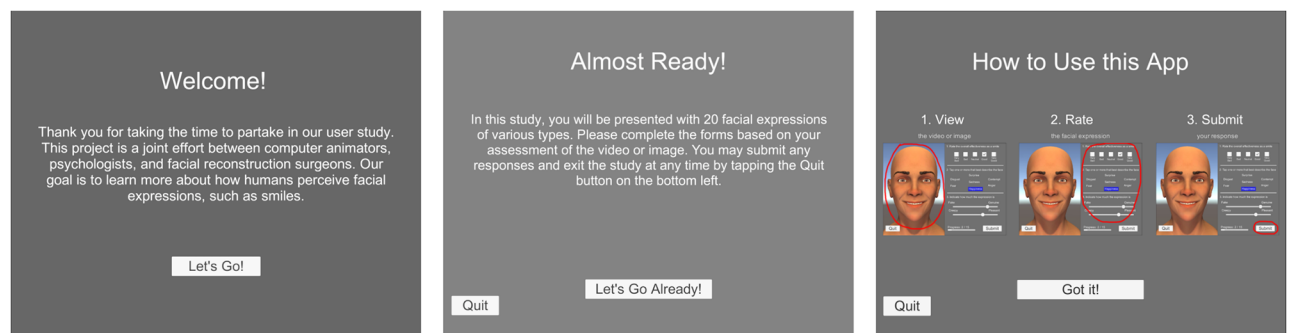 Welcome!
Thank you for taking the time to partake in our user study.
This project is a joint effort between computer animators,
psychologists, and facial reconstruction surgeons. Our
goal is to learn more about how humans perceive facial
expressions, such as smiles.
Let's Go!
Almost Ready!
In this study, you will be presented with 20 facial expressions
of various types. Please complete the forms based on your
assessment of the video or image. You may submit any
responses and exit the study at any time by tapping the Quit
button on the bottom left.
Let's Go Already!
Quit
How to Use this App
1. View
the video or image
2. Rate
the facial expression
3. Submit
your response
Quit
Submit
Quit
Submit
Quit
Submit
Got it!
Quit